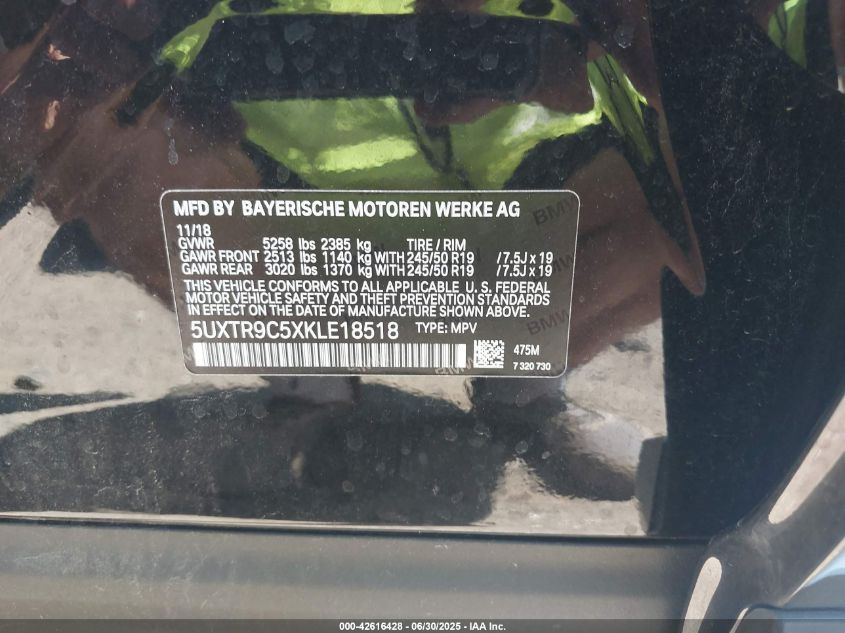 MFD BY BAYERISCHE MOTOREN WERKE AG
11/18
GVWR 5258 lbs 2385 kg TIRE / RIM
GAWR FRONT 2513 lbs 1140 kg WITH 245/50 R19 / 7.5J x 19
GAWR REAR 3020 lbs 1370 kg WITH 245/50 R19 / 7.5J x 19
THIS VEHICLE CONFORMS TO ALL APPLICABLE U. S. FEDERAL
MOTOR VEHICLE SAFETY AND THEFT PREVENTION STANDARDS
IN EFFECT ON THE DATE OF MANUFACTURE SHOWN ABOVE.
5UXTR9C5XKLE18518 TYPE: MPV
475M
7 320 730
000-42616428 - 06/30/2025 - IAA Inc.